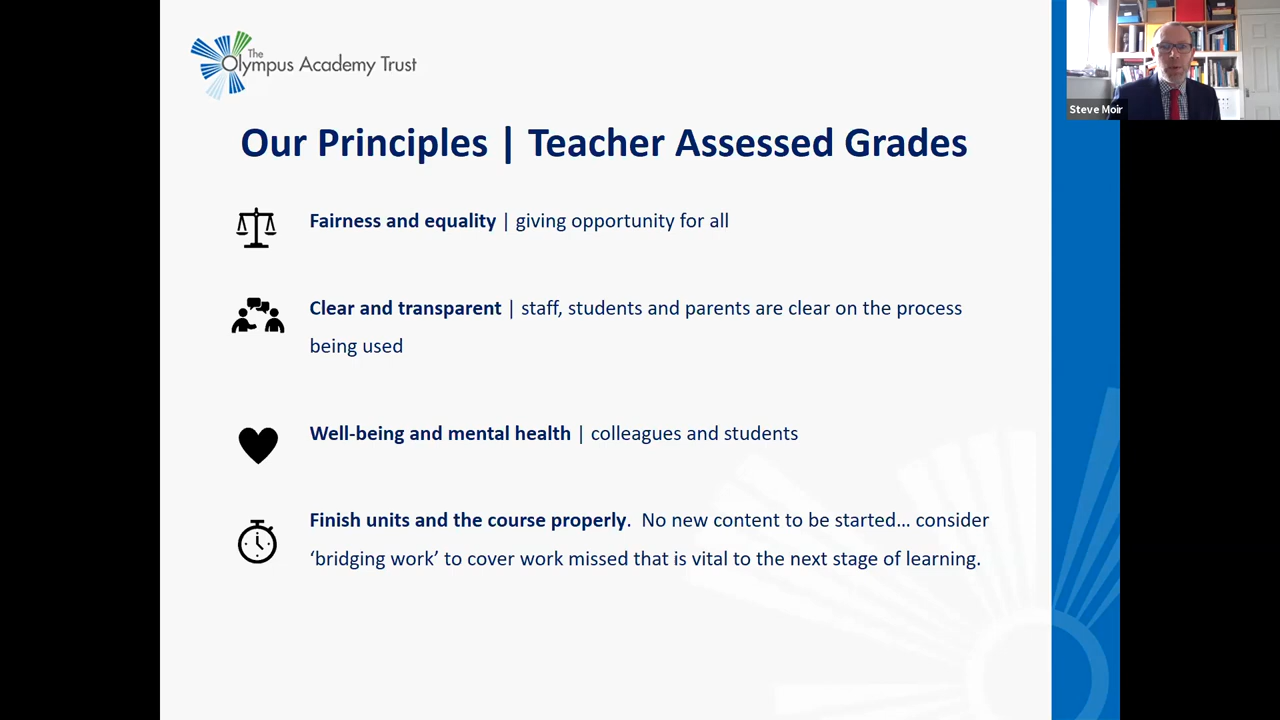 The
Olympus Academy Trust
Steve Moir
Our Principles | Teacher Assessed Grades
Fairness and equality | giving opportunity for all
Clear and transparent | staff, students and parents are clear on the process
being used
Well-being and mental health | colleagues and students
Finish units and the course properly.  No new content to be started... consider
‘bridging work’ to cover work missed that is vital to the next stage of learning.